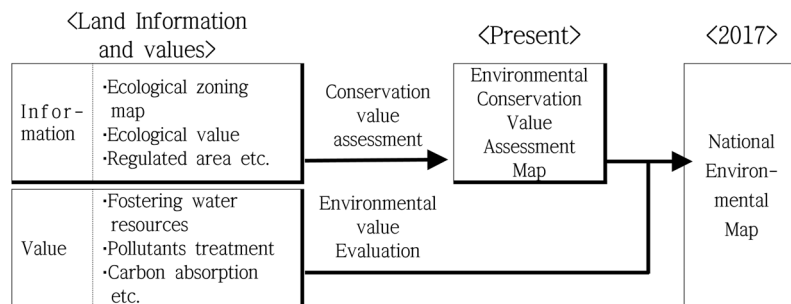 <Land Information
and values>
Infor-
mation
·Ecological zoning
map
·Ecological value
·Regulated area etc.
Value
·Fostering water
resources
·Pollutants treatment
·Carbon absorption
etc.
Conservation
value
assessment
Environmental
value
Evaluation
<Present>
Environmental
Conservation
Value
Assessment
Map
<2017>
National
Environ-
mental
Map